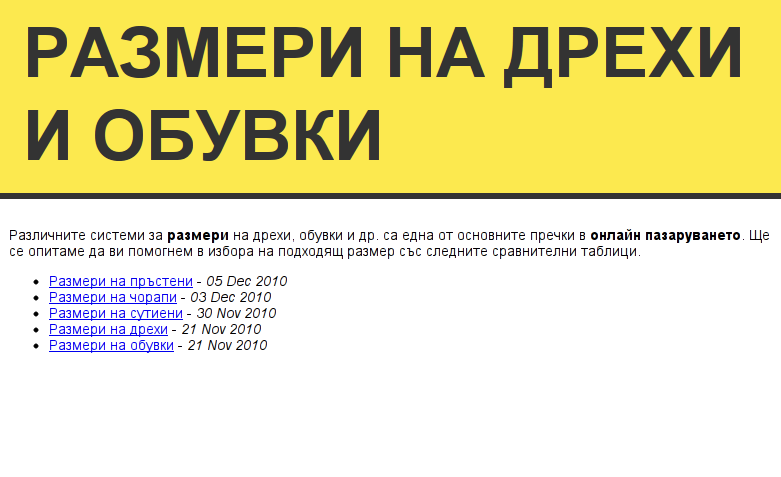 РАЗМЕРИ НА ДРЕХИ
И ОБУВКИ
Различните системи за размери на дрехи, обувки и др. са една от основните пречки в онлайн пазаруването. Ще
се опитаме да ви помогнем в избора на подходящ размер със следните сравнителни таблици.
• Размери на пръстени - 05 Dec 2010
• Размери на чорапи - 03 Dec 2010
• Размери на сутиени - 30 Nov 2010
• Размери на дрехи - 21 Nov 2010
• Размери на обувки - 21 Nov 2010